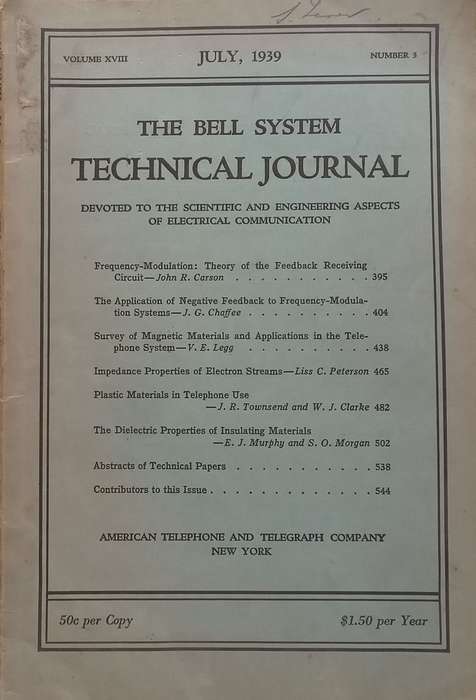 VOLUME XVIII JULY, 1939 NUMBER 3
THE BELL SYSTEM
TECHNICAL JOURNAL
DEVOTED TO THE SCIENTIFIC AND ENGINEERING ASPECTS
OF ELECTRICAL COMMUNICATION
Frequency-Modulation: Theory of the Feedback Receiving
Circuit—John R. Carson . . . . . . . . . . . 395
The Application of Negative Feedback to Frequency-Modula-
tion Systems—J. G. Chaffee . . . . . . . . . . 404
Survey of Magnetic Materials and Applications in the Tele-
phone System—V. E. Legg . . . . . . . . . . 438
Impedance Properties of Electron Streams—Liss C. Peterson 465
Plastic Materials in Telephone Use
—J. R. Townsend and W. J. Clarke 482
The Dielectric Properties of Insulating Materials
—E. J. Murphy and S. O. Morgan 502
Abstracts of Technical Papers . . . . . . . . . . . 538
Contributors to this Issue . . . . . . . . . . . . . 544
AMERICAN TELEPHONE AND TELEGRAPH COMPANY
NEW YORK
50c per Copy $1.50 per Year